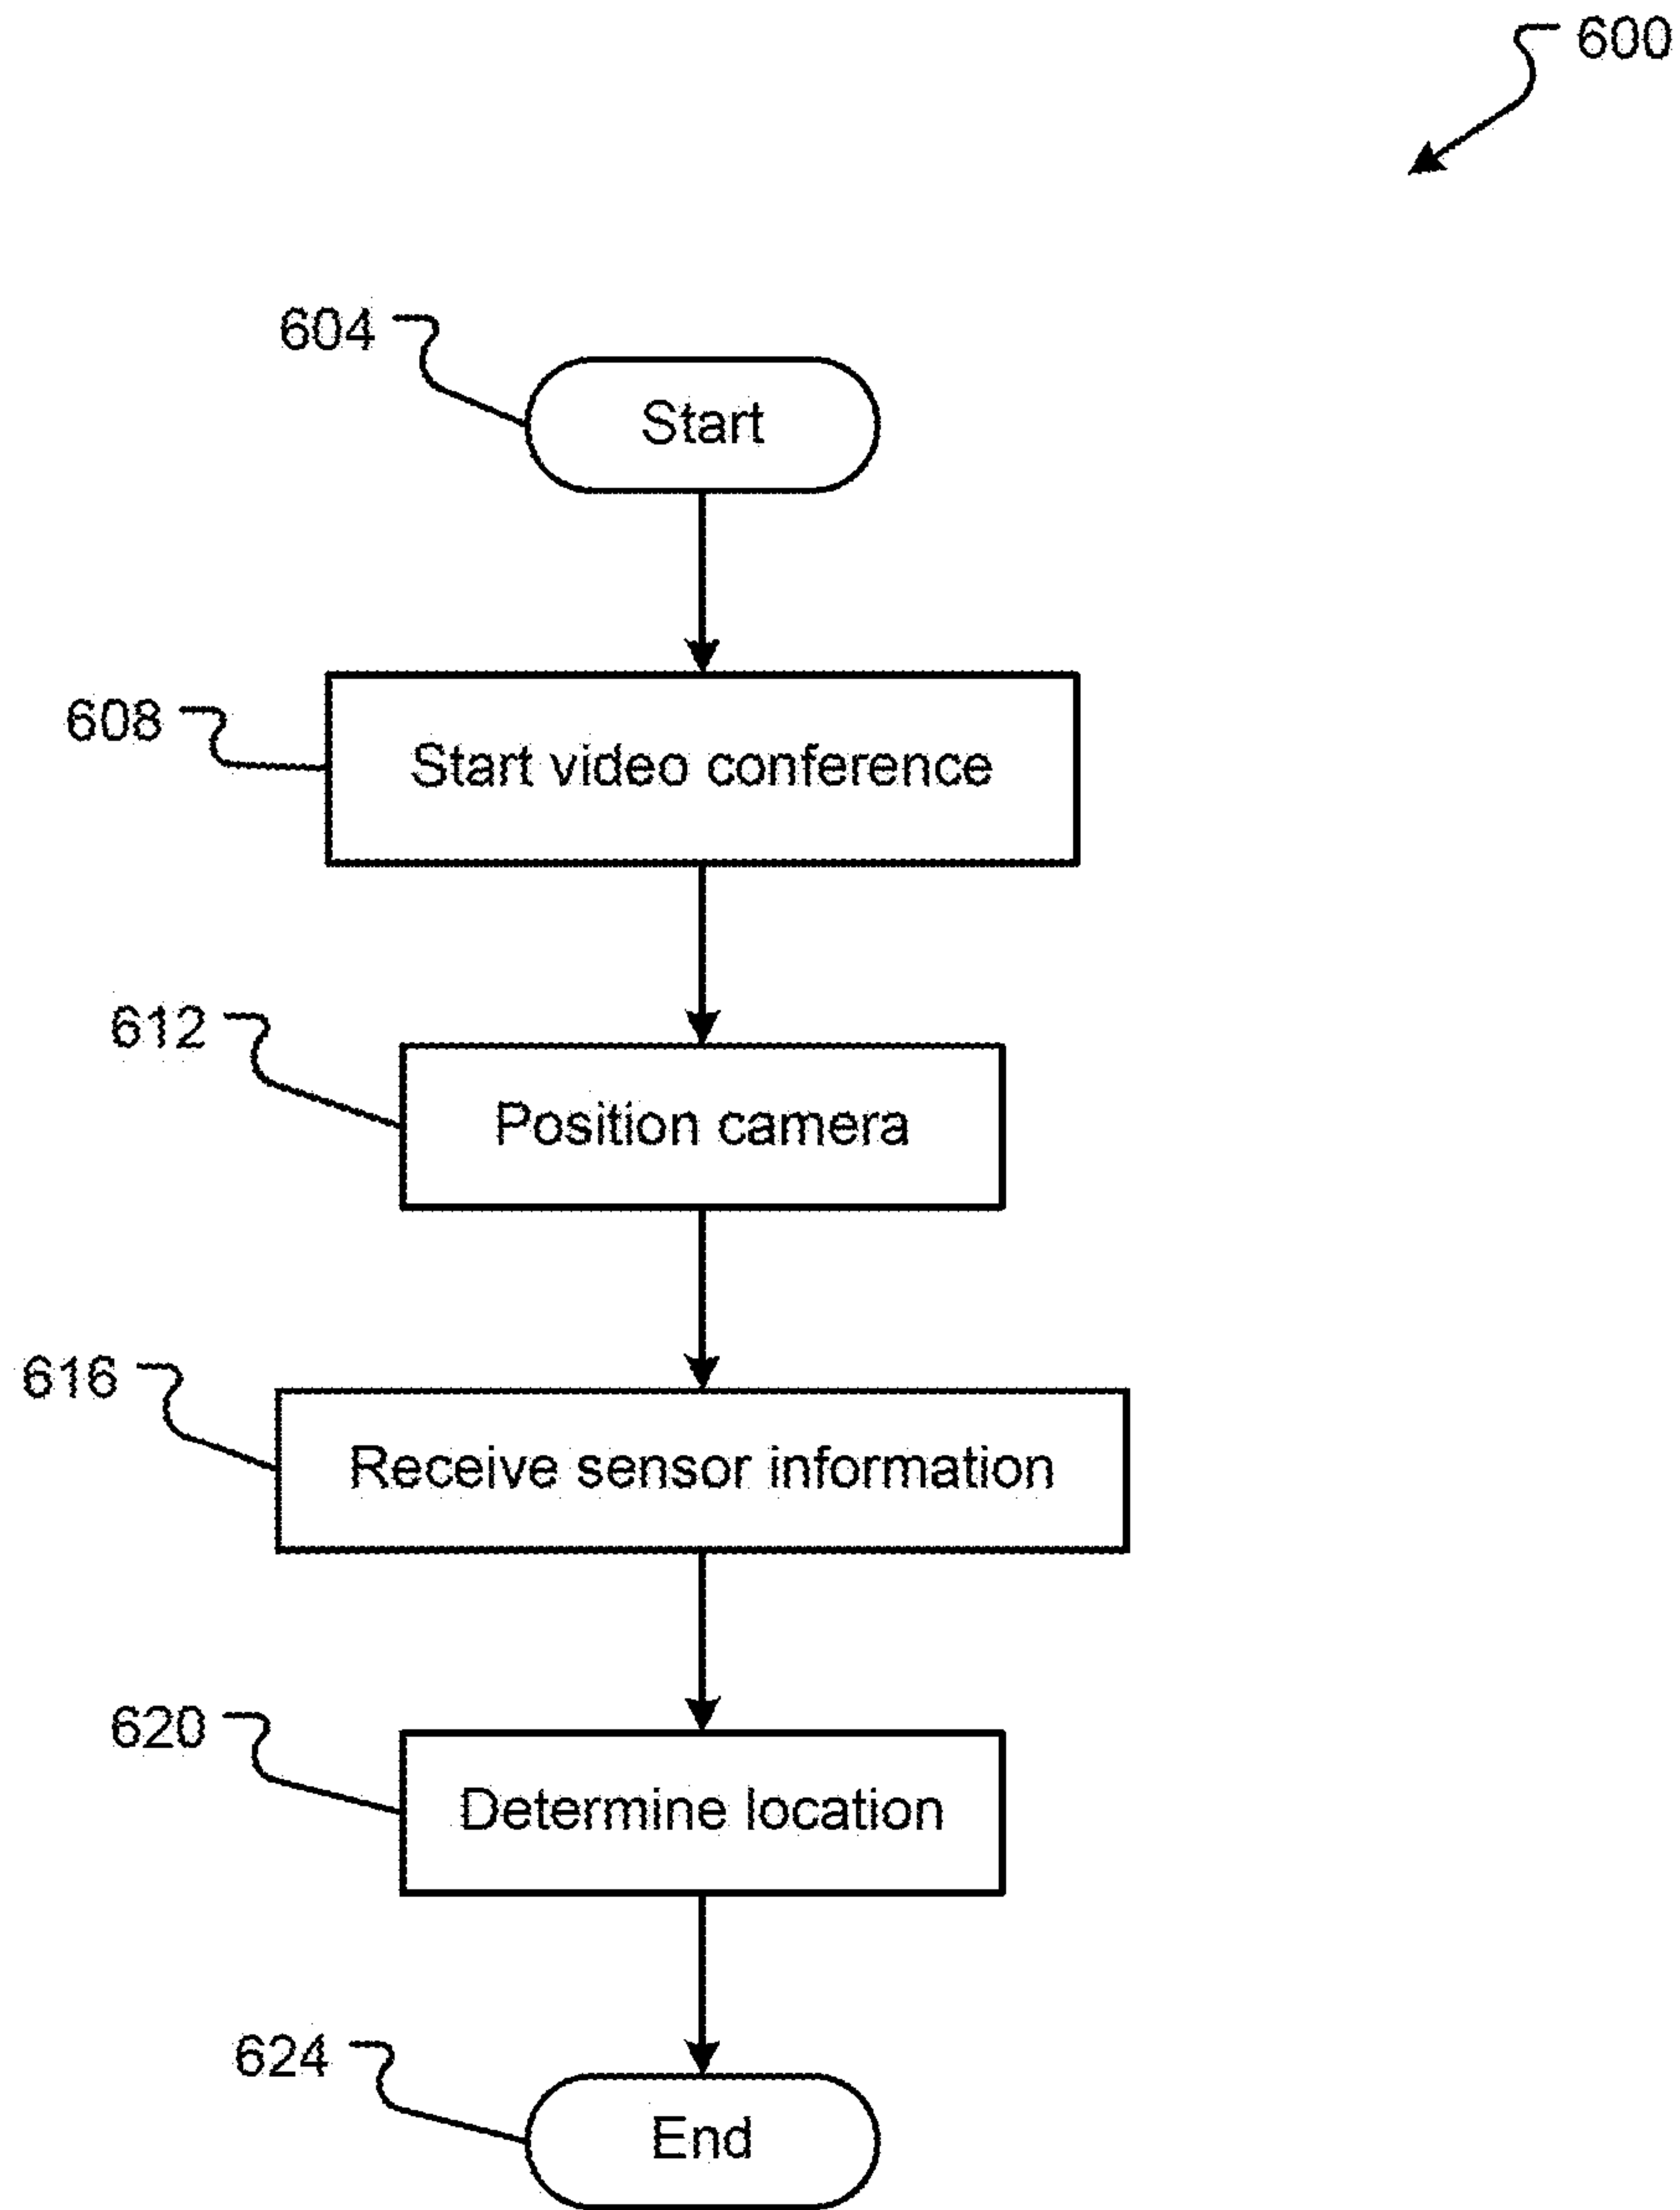 600
604
Start
608
Start video conference
612
Position camera
616
Receive sensor information
620
Determine location
624
End